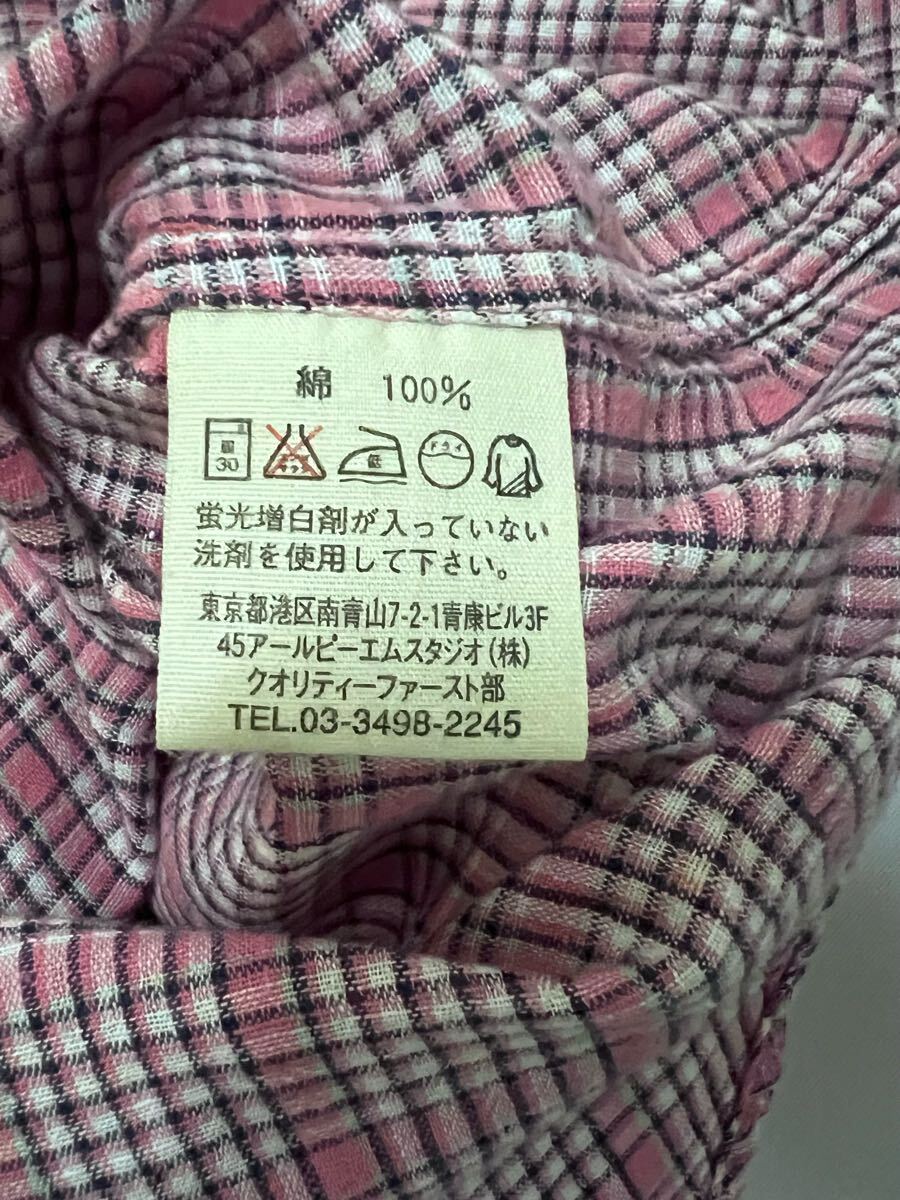 綿 100%
30
低
ドライ
蛍光増白剤が入っていない
洗剤を使用して下さい。
東京都港区南青山7-2-1青康ビル3F
45アールピーエムスタジオ(株)
クオリティーファースト部
TEL.03-3498-2245